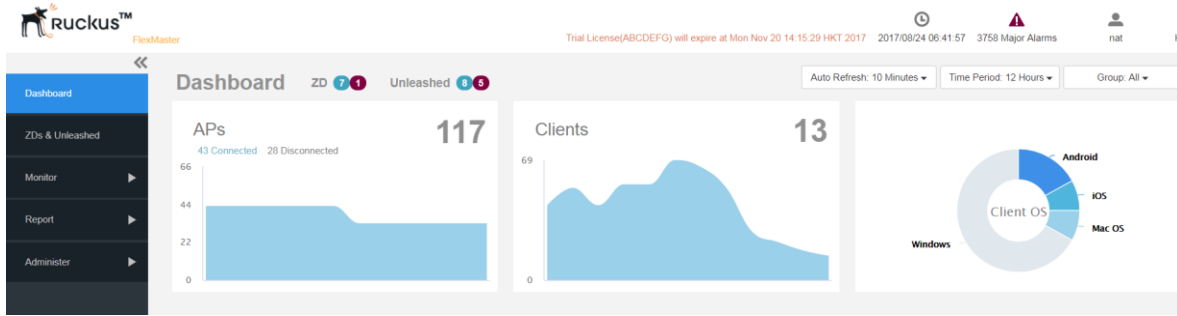 RUCKUS™
FlexMaster
Trial License(ABCDEFG) will expire at Mon Nov 20 14:15:29 HKT 2017
2017/08/24 06:41:57
3758 Major Alarms
nat
Dashboard
ZDs & Unleashed
Monitor
Report
Administer
Dashboard ZD 7 1 Unleashed 8 5
Auto Refresh: 10 Minutes
Time Period: 12 Hours
Group: All
APs 117
43 Connected 28 Disconnected
66
44
22
0
Clients 13
69
0
Client OS
Android
iOS
Mac OS
Windows